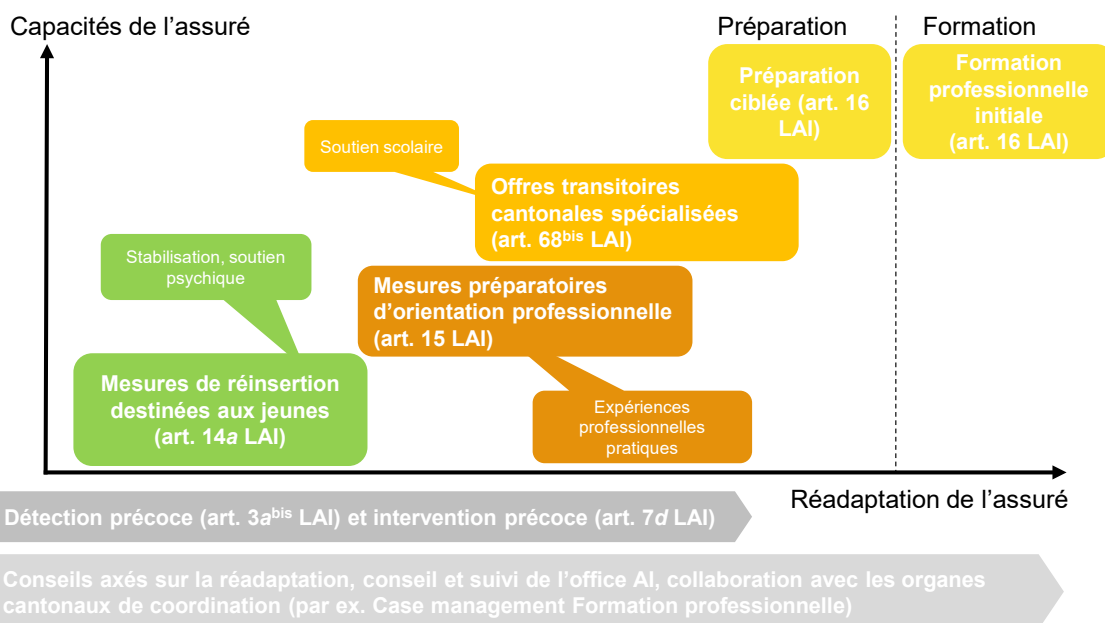 Capacités de l’assuré
Préparation
Formation
Préparation
ciblée (art. 16
LAI)
Formation
professionnelle
initiale
(art. 16 LAI)
Soutien scolaire
Offres transitoires
cantonales spécialisées
(art. 68bis LAI)
Stabilisation, soutien
psychique
Mesures préparatoires
d’orientation professionnelle
(art. 15 LAI)
Mesures de réinsertion
destinées aux jeunes
(art. 14a LAI)
Expériences
professionnelles
pratiques
Réadaptation de l’assuré
Détection précoce (art. 3abis LAI) et intervention précoce (art. 7d LAI)
Conseils axés sur la réadaptation, conseil et suivi de l’office AI, collaboration avec les organes
cantonaux de coordination (par ex. Case management Formation professionnelle)